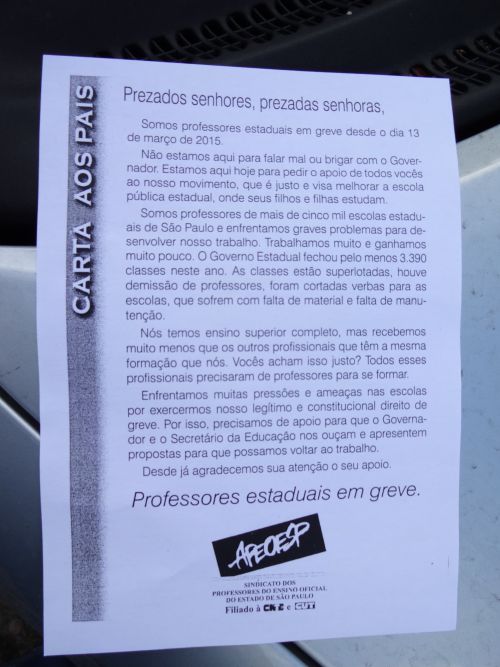 CARTA AOS PAIS
Prezados senhores, prezadas senhoras,
Somos professores estaduais em greve desde o dia 13
de março de 2015.
Não estamos aqui para falar mal ou brigar com o Gover-
nador. Estamos aqui hoje para pedir o apoio de todos vocês
ao nosso movimento, que é justo e visa melhorar a escola
pública estadual, onde seus filhos e filhas estudam.
Somos professores de mais de cinco mil escolas estadu-
ais de São Paulo e enfrentamos graves problemas para de-
senvolver nosso trabalho. Trabalhamos muito e ganhamos
muito pouco. O Governo Estadual fechou pelo menos 3.390
classes neste ano. As classes estão superlotadas, houve
demissão de professores, foram cortadas verbas para as
escolas, que sofrem com falta de material e falta de manu-
tenção.
Nós temos ensino superior completo, mas recebemos
muito menos que os outros profissionais que têm a mesma
formação que nós. Vocês acham isso justo? Todos esses
profissionais precisaram de professores para se formar.
Enfrentamos muitas pressões e ameaças nas escolas
por exercermos nosso legítimo e constitucional direito de
greve. Por isso, precisamos de apoio para que o Governa-
dor e o Secretário da Educação nos ouçam e apresentem
propostas para que possamos voltar ao trabalho.
Desde já agradecemos sua atenção o seu apoio.
Professores estaduais em greve.
APEOESP
SINDICATO DOS
PROFESSORES DO ENSINO OFICIAL
DO ESTADO DE SÃO PAULO
Filiado à CNTE e CUT